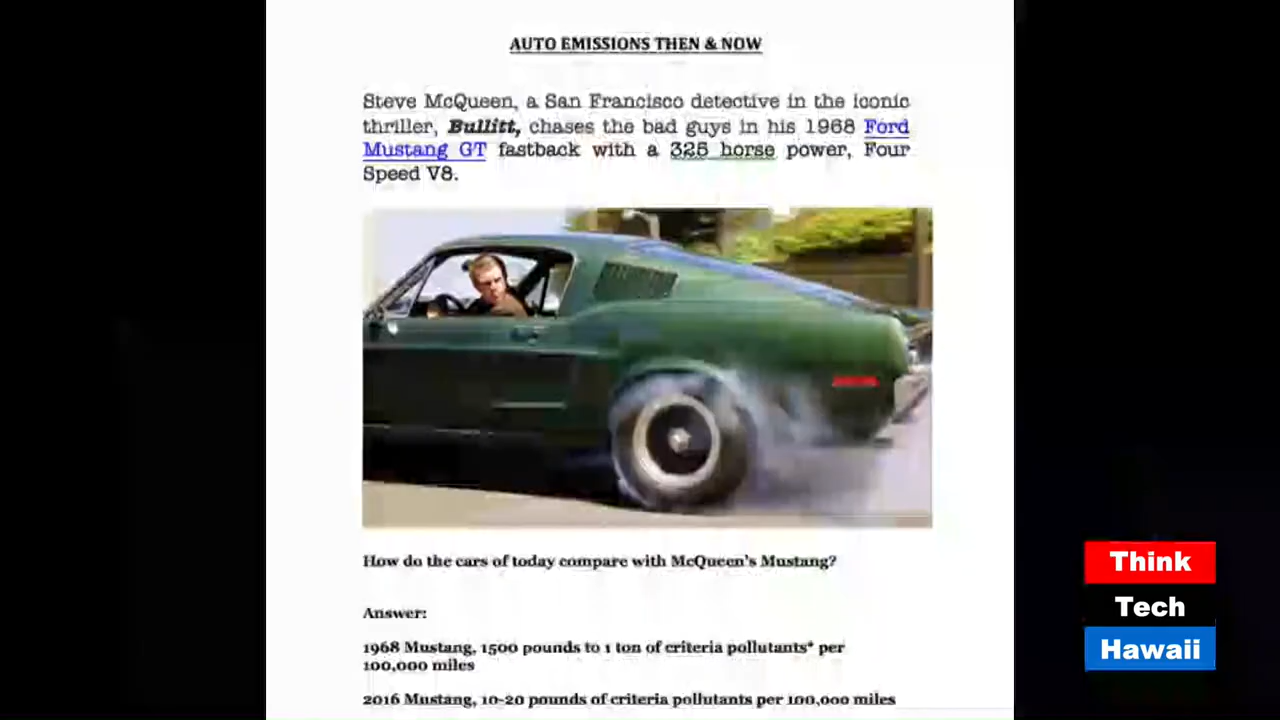 AUTO EMISSIONS THEN & NOW
Steve McQueen, a San Francisco detective in the iconic
thriller, Bullitt, chases the bad guys in his 1968 Ford
Mustang GT fastback with a 325 horse power, Four
Speed V8.
How do the cars of today compare with McQueen's Mustang?
Answer:
1968 Mustang, 1500 pounds to 1 ton of criteria pollutants* per
100,000 miles
2016 Mustang, 10-20 pounds of criteria pollutants per 100,000 miles
Think
Tech
Hawaii